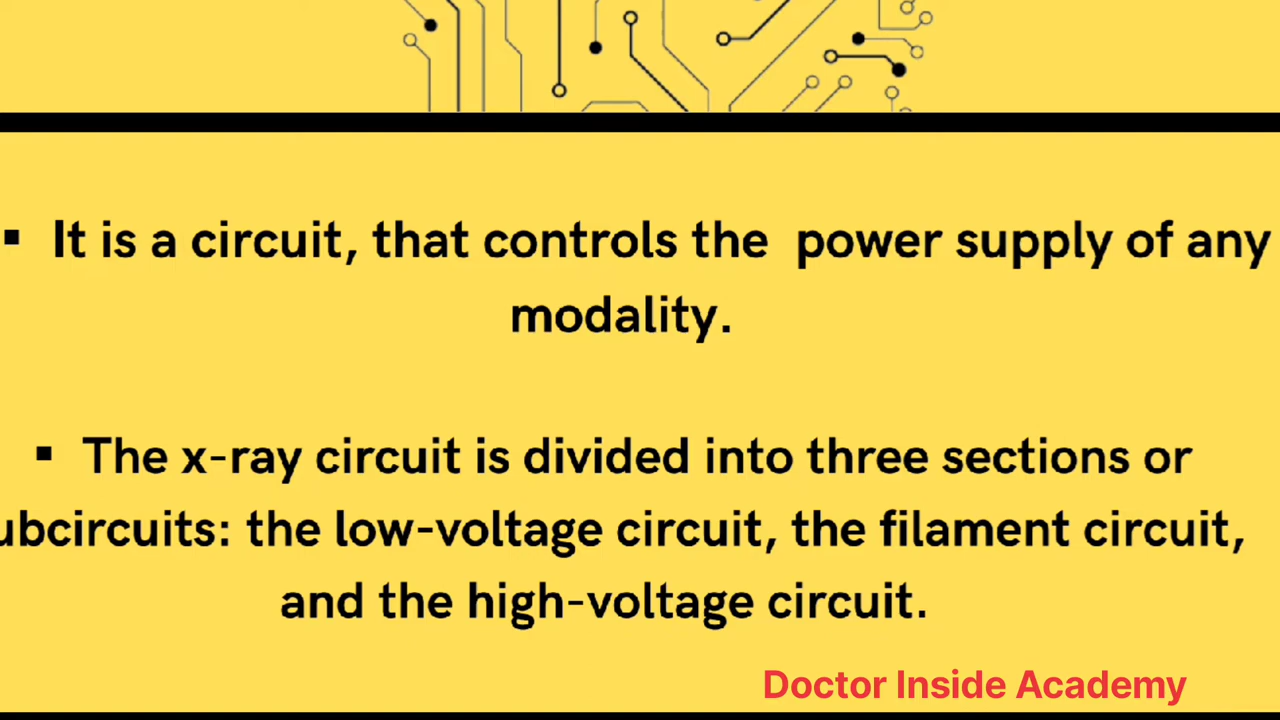 ▪ It is a circuit, that controls the power supply of any
modality.
▪ The x-ray circuit is divided into three sections or
ubcircuits: the low-voltage circuit, the filament circuit,
and the high-voltage circuit.
Doctor Inside Academy